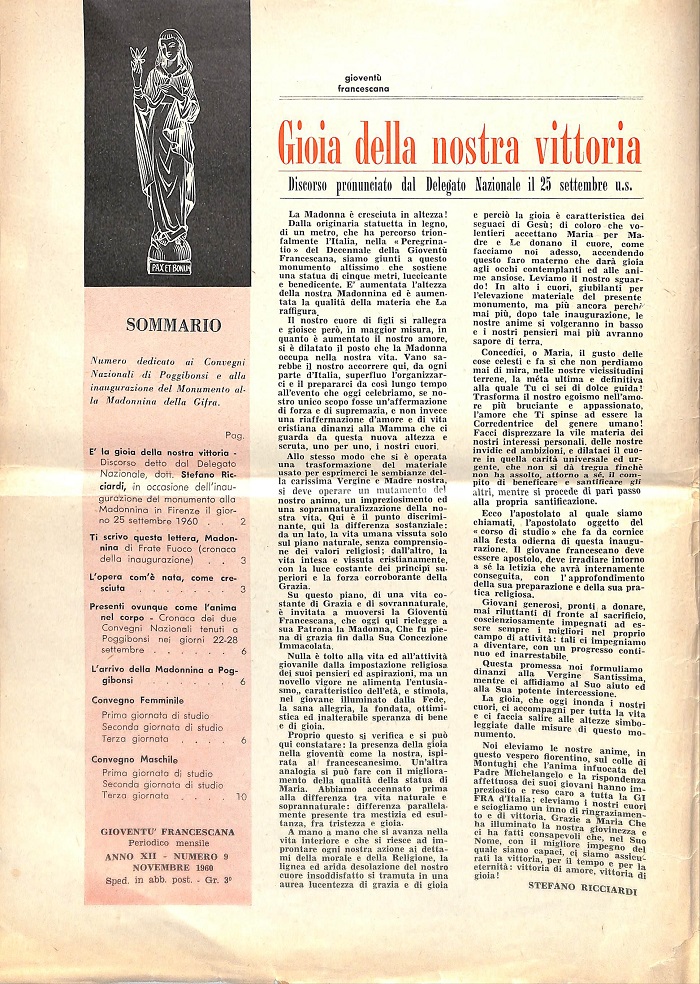 PAX ET BONUM
SOMMARIO
Numero dedicato ai Convegni
Nazionali di Poggibonsi e alla
inaugurazione del Monumento al-
la Madonnina della Gifra.
Pag.
E' la gioia della nostra vittoria -
Discorso detto dal Delegato
Nazionale, dott. Stefano Ric-
ciardi, in occasione dell'inau-
gurazione del monumento alla
Madonnina in Firenze il gior-
no 25 settembre 1960 . . 2
Ti scrivo questa lettera, Madon-
nina di Frate Fuoco (cronaca
della inaugurazione) . . 3
L'opera com'è nata, come cre-
sciuta . . . . . 3
Presenti ovunque come l'anima
nel corpo - Cronaca dei due
Convegni Nazionali tenuti a
Poggibonsi nei giorni 22-28
settembre . . . . . 6
L'arrivo della Madonnina a Pog-
gibonsi . . . . . 6
Convegno Femminile
Prima giornata di studio
Seconda giornata di studio
Terza giornata . . . . 6
Convegno Maschile
Prima giornata di studio
Seconda giornata di studio
Terza giornata . . . . 10
GIOVENTU' FRANCESCANA
Periodico mensile
ANNO XII - NUMERO 9
NOVEMBRE 1960
Sped. in abb. post. - Gr. 3°
gioventù
francescana
Gioia della nostra vittoria
Discorso pronunciato dal Delegato Nazionale il 25 settembre u.s.
La Madonna è cresciuta in altezza!
Dalla originaria statuetta in legno,
di un metro, che ha percorso trion-
falmente l'Italia, nella «Peregrina-
tio» del Decennale della Gioventù
Francescana, siamo giunti a questo
monumento altissimo che sostiene
una statua di cinque metri, luccicante
e benedicente. E' aumentata l'altezza
della nostra Madonnina ed è aumen-
tata la qualità della materia che La
raffigura.
Il nostro cuore di figli si rallegra
e gioisce però, in maggior misura, in
quanto è aumentato il nostro amore,
si è dilatato il posto che la Madonna
occupa nella nostra vita. Vano sa-
rebbe il nostro accorrere qui, da ogni
parte d'Italia, superfluo l'organizzar-
ci e il prepararci da così lungo tempo
all'evento che oggi celebriamo, se no-
stro unico scopo fosse un'affermazione
di forza e di supremazia, e non invece
una riaffermazione d'amore e di vita
cristiana dinanzi alla Mamma che ci
guarda da questa nuova altezza e
scruta, uno per uno, i nostri cuori.
Allo stesso modo che si è operata
una trasformazione del materiale
usato per esprimerci le sembianze del-
la carissima Vergine e Madre nostra,
si deve operare un mutamento del
nostro animo, un impreziosimento ed
una soprannaturalizzazione della no-
stra vita. Qui è il punto discrimi-
nante, qui la differenza sostanziale:
da un lato, la vita umana vissuta solo
sul piano naturale, senza comprensio-
ne dei valori religiosi; dall'altro, la
vita intesa e vissuta cristianamente,
con la luce costante dei principi su-
periori e la forza corroborante della
Grazia.
Su questo piano, di una vita co-
stante di Grazia e di sovrannaturale,
è invitata a muoversi la Gioventù
Francescana, che oggi qui rielegge a
sua Patrona la Madonna, Che fu pie-
na di grazia fin dalla Sua Concezione
Immacolata.
Nulla è tolto alla vita ed all'attività
giovanile dalla impostazione religiosa
dei suoi pensieri ed aspirazioni, ma un
novello vigore ne alimenta l'entusia-
smo,, caratteristico dell'età, e stimola,
nel giovane illuminato dalla Fede,
la sana allegria, la fondata, ottimi-
stica ed inalterabile speranza di bene
e di gioia.
Proprio questo si verifica e si può
qui constatare: la presenza della gioia
nella gioventù come la nostra, ispi-
rata al francescanesimo. Un'altra
analogia si può fare con il migliora-
mento della qualità della statua di
Maria. Abbiamo accennato prima
alla differenza tra vita naturale e
soprannaturale: differenza parallela-
mente presente tra mestizia ed esul-
tanza, fra tristezza e gioia.
A mano a mano che si avanza nella
vita interiore e che si riesce ad im-
prontare ogni nostra azione ai detta-
mi della morale e della Religione, la
lignea ed arida desolazione del nostro
cuore insoddisfatto si tramuta in una
aurea lucentezza di grazia e di gioia
e perciò la gioia è caratteristica dei
seguaci di Gesù; di coloro che vo-
lentieri accettano Maria per Ma-
dre e Le donano il cuore, come
facciamo noi adesso, accendendo
questo faro materno che darà gioia
agli occhi contemplanti ed alle ani-
me ansiose. Leviamo il nostro sguar-
do! In alto i cuori, giubilanti per
l'elevazione materiale del presente
monumento, ma più ancora perchè
mai più, dopo tale inaugurazione, le
nostre anime si volgeranno in basso
e i nostri pensieri mai più avranno
sapore di terra.
Concedici, o Maria, il gusto delle
cose celesti e fa sì che non perdiamo
mai di mira, nelle nostre vicissitudini
terrene, la méta ultima e definitiva
alla quale Tu ci sei di dolce guida!
Trasforma il nostro egoismo nell'amo-
re più bruciante e appassionato,
l'amore che Ti spinse ad essere la
Corredentrice del genere umano!
Facci disprezzare la vile materia dei
nostri interessi personali, delle nostre
invidie ed ambizioni, e dilataci il cuo-
re in quella carità universale ed ur-
gente, che non si dà tregua finchè
non ha assolto, attorno a sé, il com-
pito di beneficare e santificare gli
altri, mentre si procede di pari passo
alla propria santificazione.
Ecco l'apostolato al quale siamo
chiamati, l'apostolato oggetto del
«corso di studio» che fa da cornice
alla festa odierna di questa inaugu-
razione. Il giovane francescano deve
essere apostolo, deve irradiare intorno
a sé la letizia che avrà internamente
conseguita, con l'approfondimento
della sua preparazione e della sua pra-
tica religiosa.
Giovani generosi, pronti a donare,
mai riluttanti di fronte al sacrificio,
coscienziosamente impegnati ad es-
sere sempre i migliori nel proprio
campo di attività: tali ci impegniamo
a diventare, con un progresso conti-
nuo ed inarrestabile.
Questa promessa noi formuliamo
dinanzi alla Vergine Santissima,
mentre ci affidiamo al Suo aiuto ed
alla Sua potente intercessione.
La gioia, che oggi inonda i nostri
cuori, ci accompagni per tutta la vita
e ci faccia salire alle altezze simbo-
leggiate dalle misure di questo mo-
numento.
Noi eleviamo le nostre anime, in
questo vespero fiorentino, sul colle di
Montughi che l'anima infuocata del
Padre Michelangelo e la rispondenza
affettuosa dei suoi giovani hanno im-
preziosito e reso caro a tutta la GI
FRA d'Italia; eleviamo i nostri cuori
e sciogliamo un inno di ringraziamen-
to e di vittoria. Grazie a Maria Che
ha illuminato la nostra giovinezza e
ci ha fatti consapevoli che, nel Suo
Nome, con il migliore impegno del
quale siamo capaci, ci siamo assicu-
rati la vittoria, per il tempo e per la
eternità: vittoria di amore, vittoria di
gioia!
STEFANO RICCIARDI